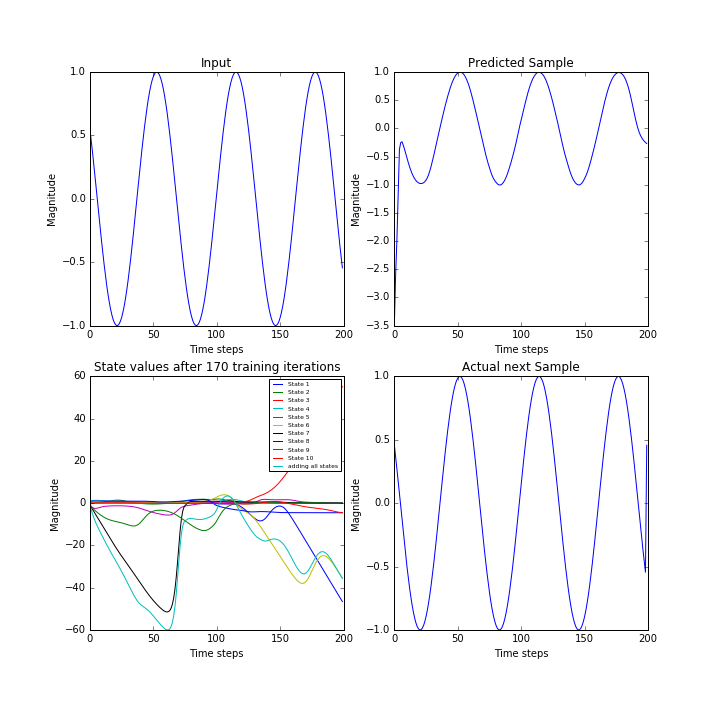 Input
1.0
0.5
0.0
−0.5
−1.0
Magnitude
0
50
100
150
200
Time steps
Predicted Sample
1.0
0.5
0.0
−0.5
−1.0
−1.5
−2.0
−2.5
−3.0
−3.5
Magnitude
0
50
100
150
200
Time steps
State values after 170 training iterations
60
40
20
0
−20
−40
−60
Magnitude
State 1
State 2
State 3
State 4
State 5
State 6
State 7
State 8
State 9
State 10
adding all states
0
50
100
150
200
Time steps
Actual next Sample
1.0
0.5
0.0
−0.5
−1.0
Magnitude
0
50
100
150
200
Time steps